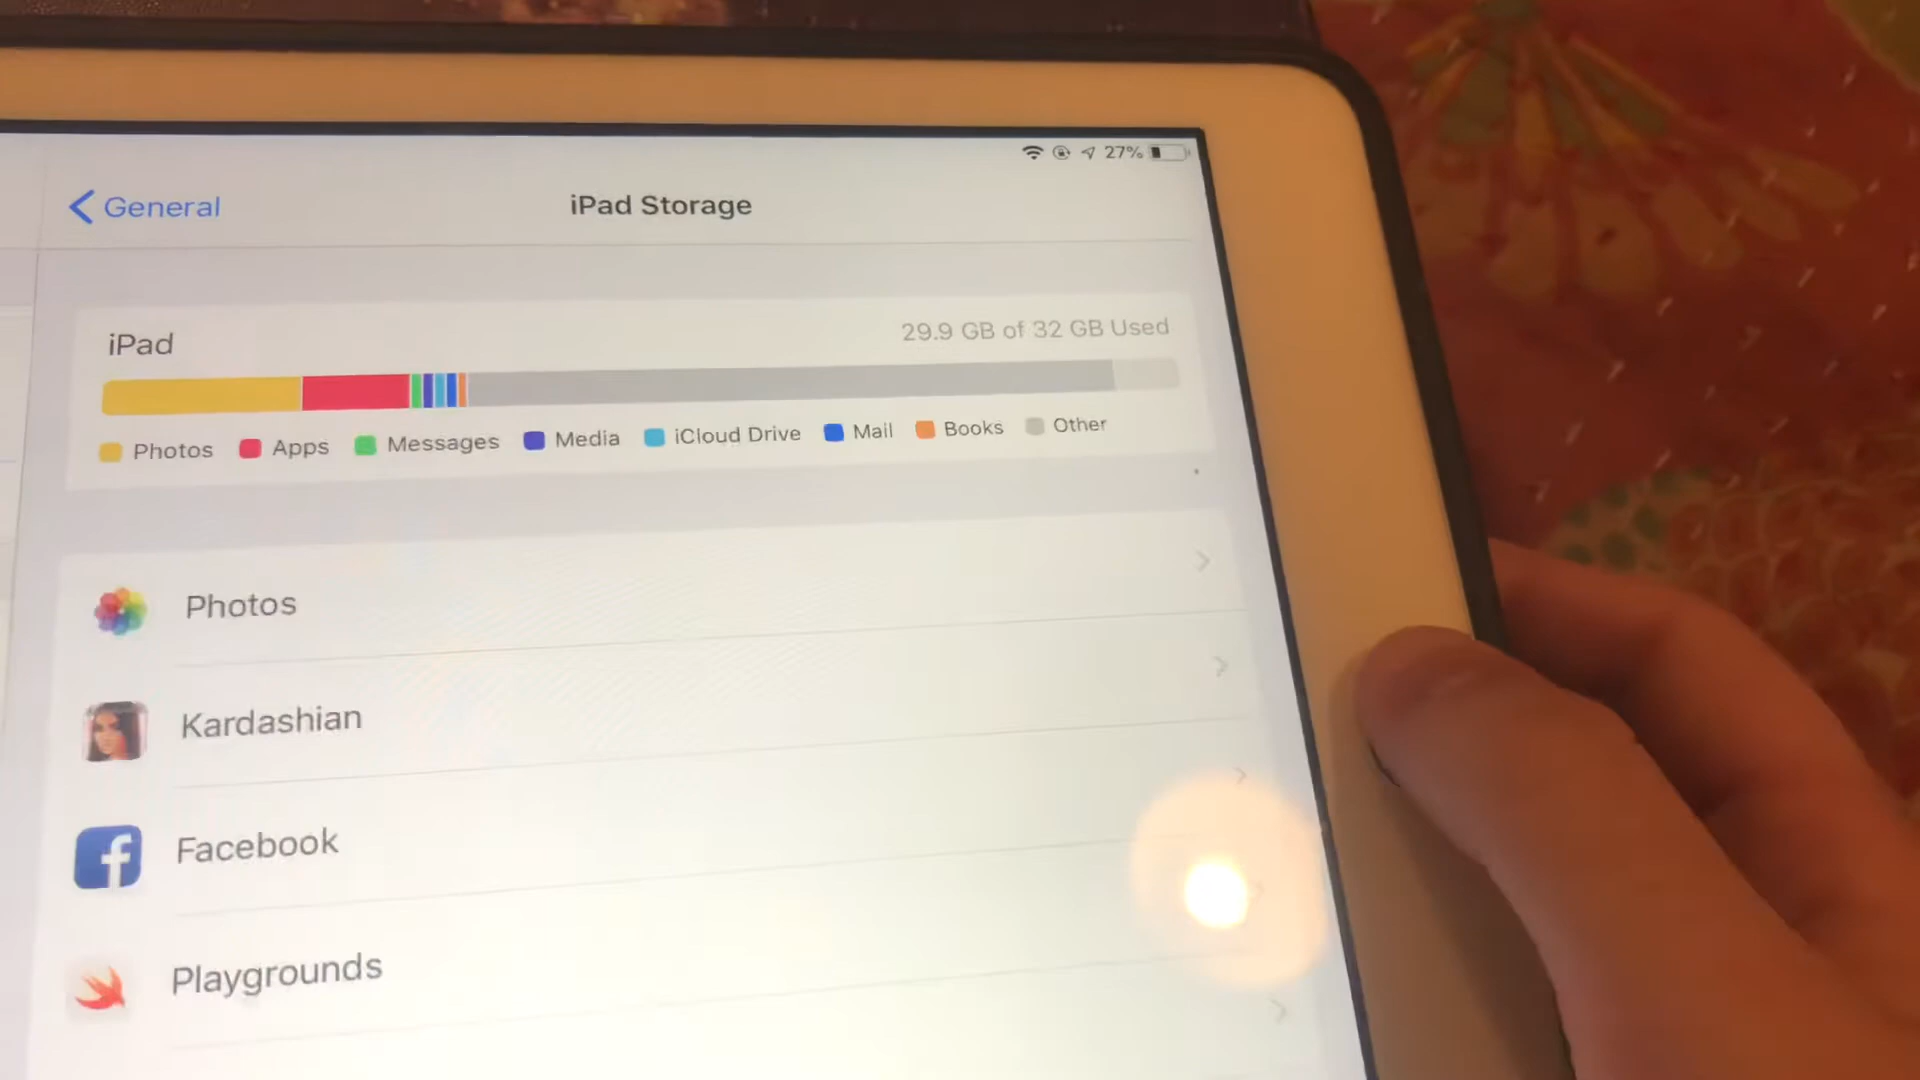 27%
General
iPad Storage
iPad
29.9 GB of 32 GB Used
Photos Apps Messages Media iCloud Drive Mail Books Other
Photos
Kardashian
Facebook
Playgrounds